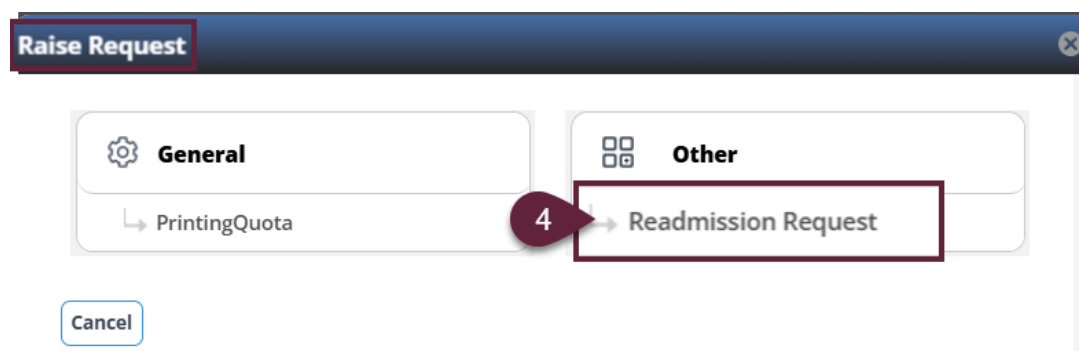 Raise Request
General
PrintingQuota
Other
4
Readmission Request
Cancel